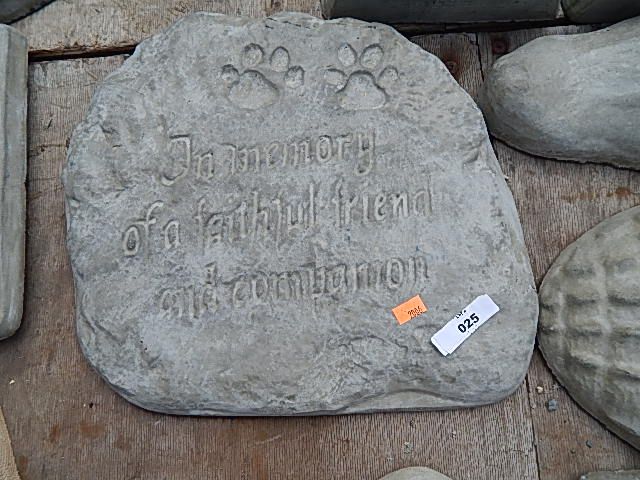 In memory
of a faithful friend
and companion
025